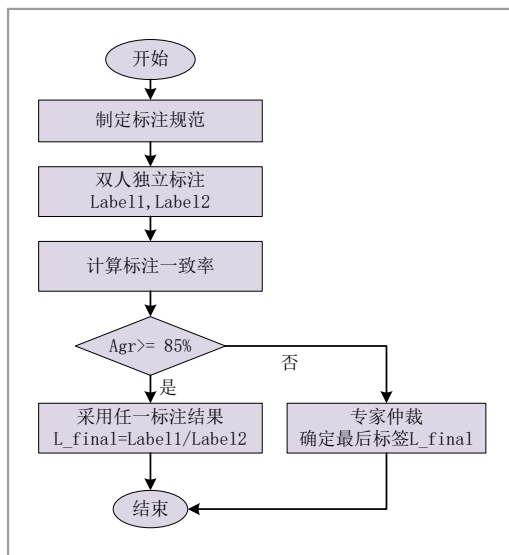 开始
制定标注规范
双人独立标注
Label1,Label2
计算标注一致率
Agr>= 85%
否
是
采用任一标注结果
L_final=Label1/Label2
专家仲裁
确定最后标签L_final
结束